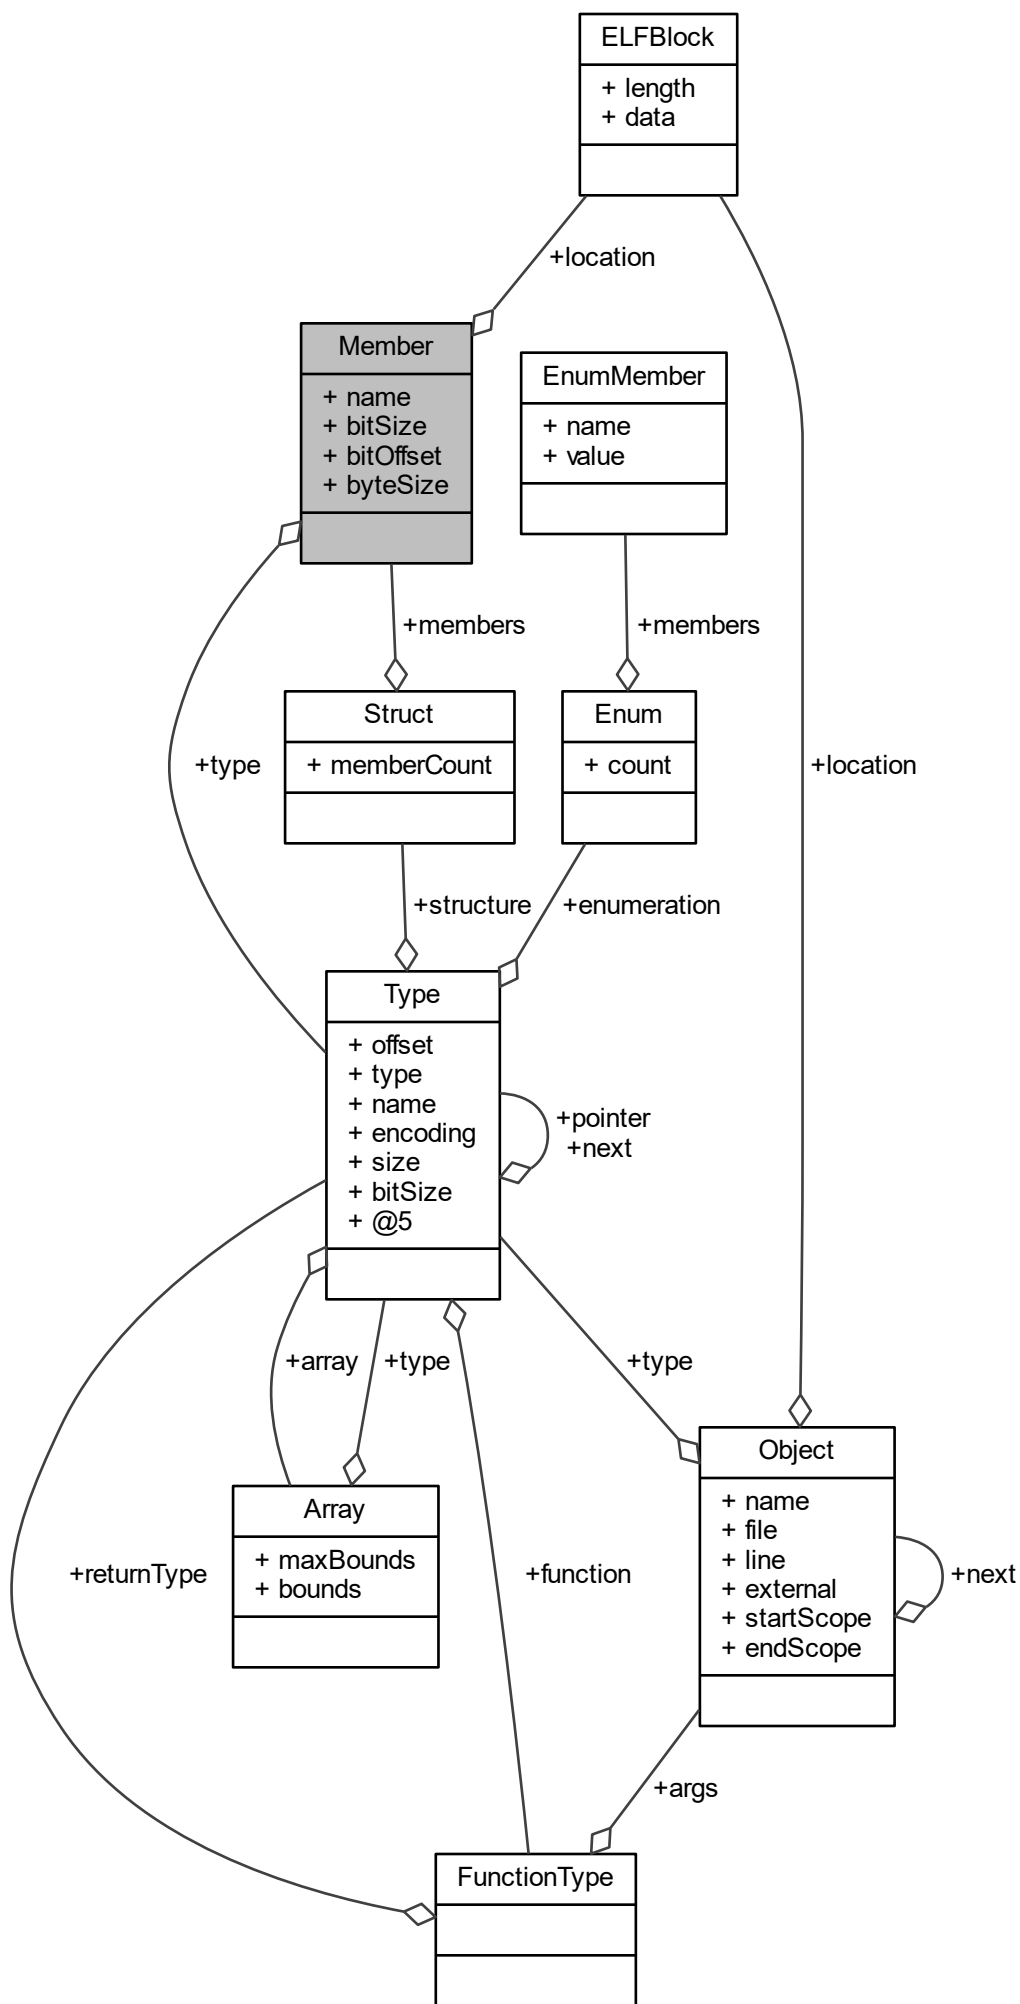 ELFBlock
+ length
+ data
+location
Member
+ name
+ bitSize
+ bitOffset
+ byteSize
EnumMember
+ name
+ value
+members
+members
Struct
+ memberCount
Enum
+ count
+type
+location
+structure
+enumeration
Type
+ offset
+ type
+ name
+ encoding
+ size
+ bitSize
+ @5
+pointer
+next
+array
+type
+type
Object
+ name
+ file
+ line
+ external
+ startScope
+ endScope
Array
+ maxBounds
+ bounds
+returnType
+function
+next
+args
FunctionType